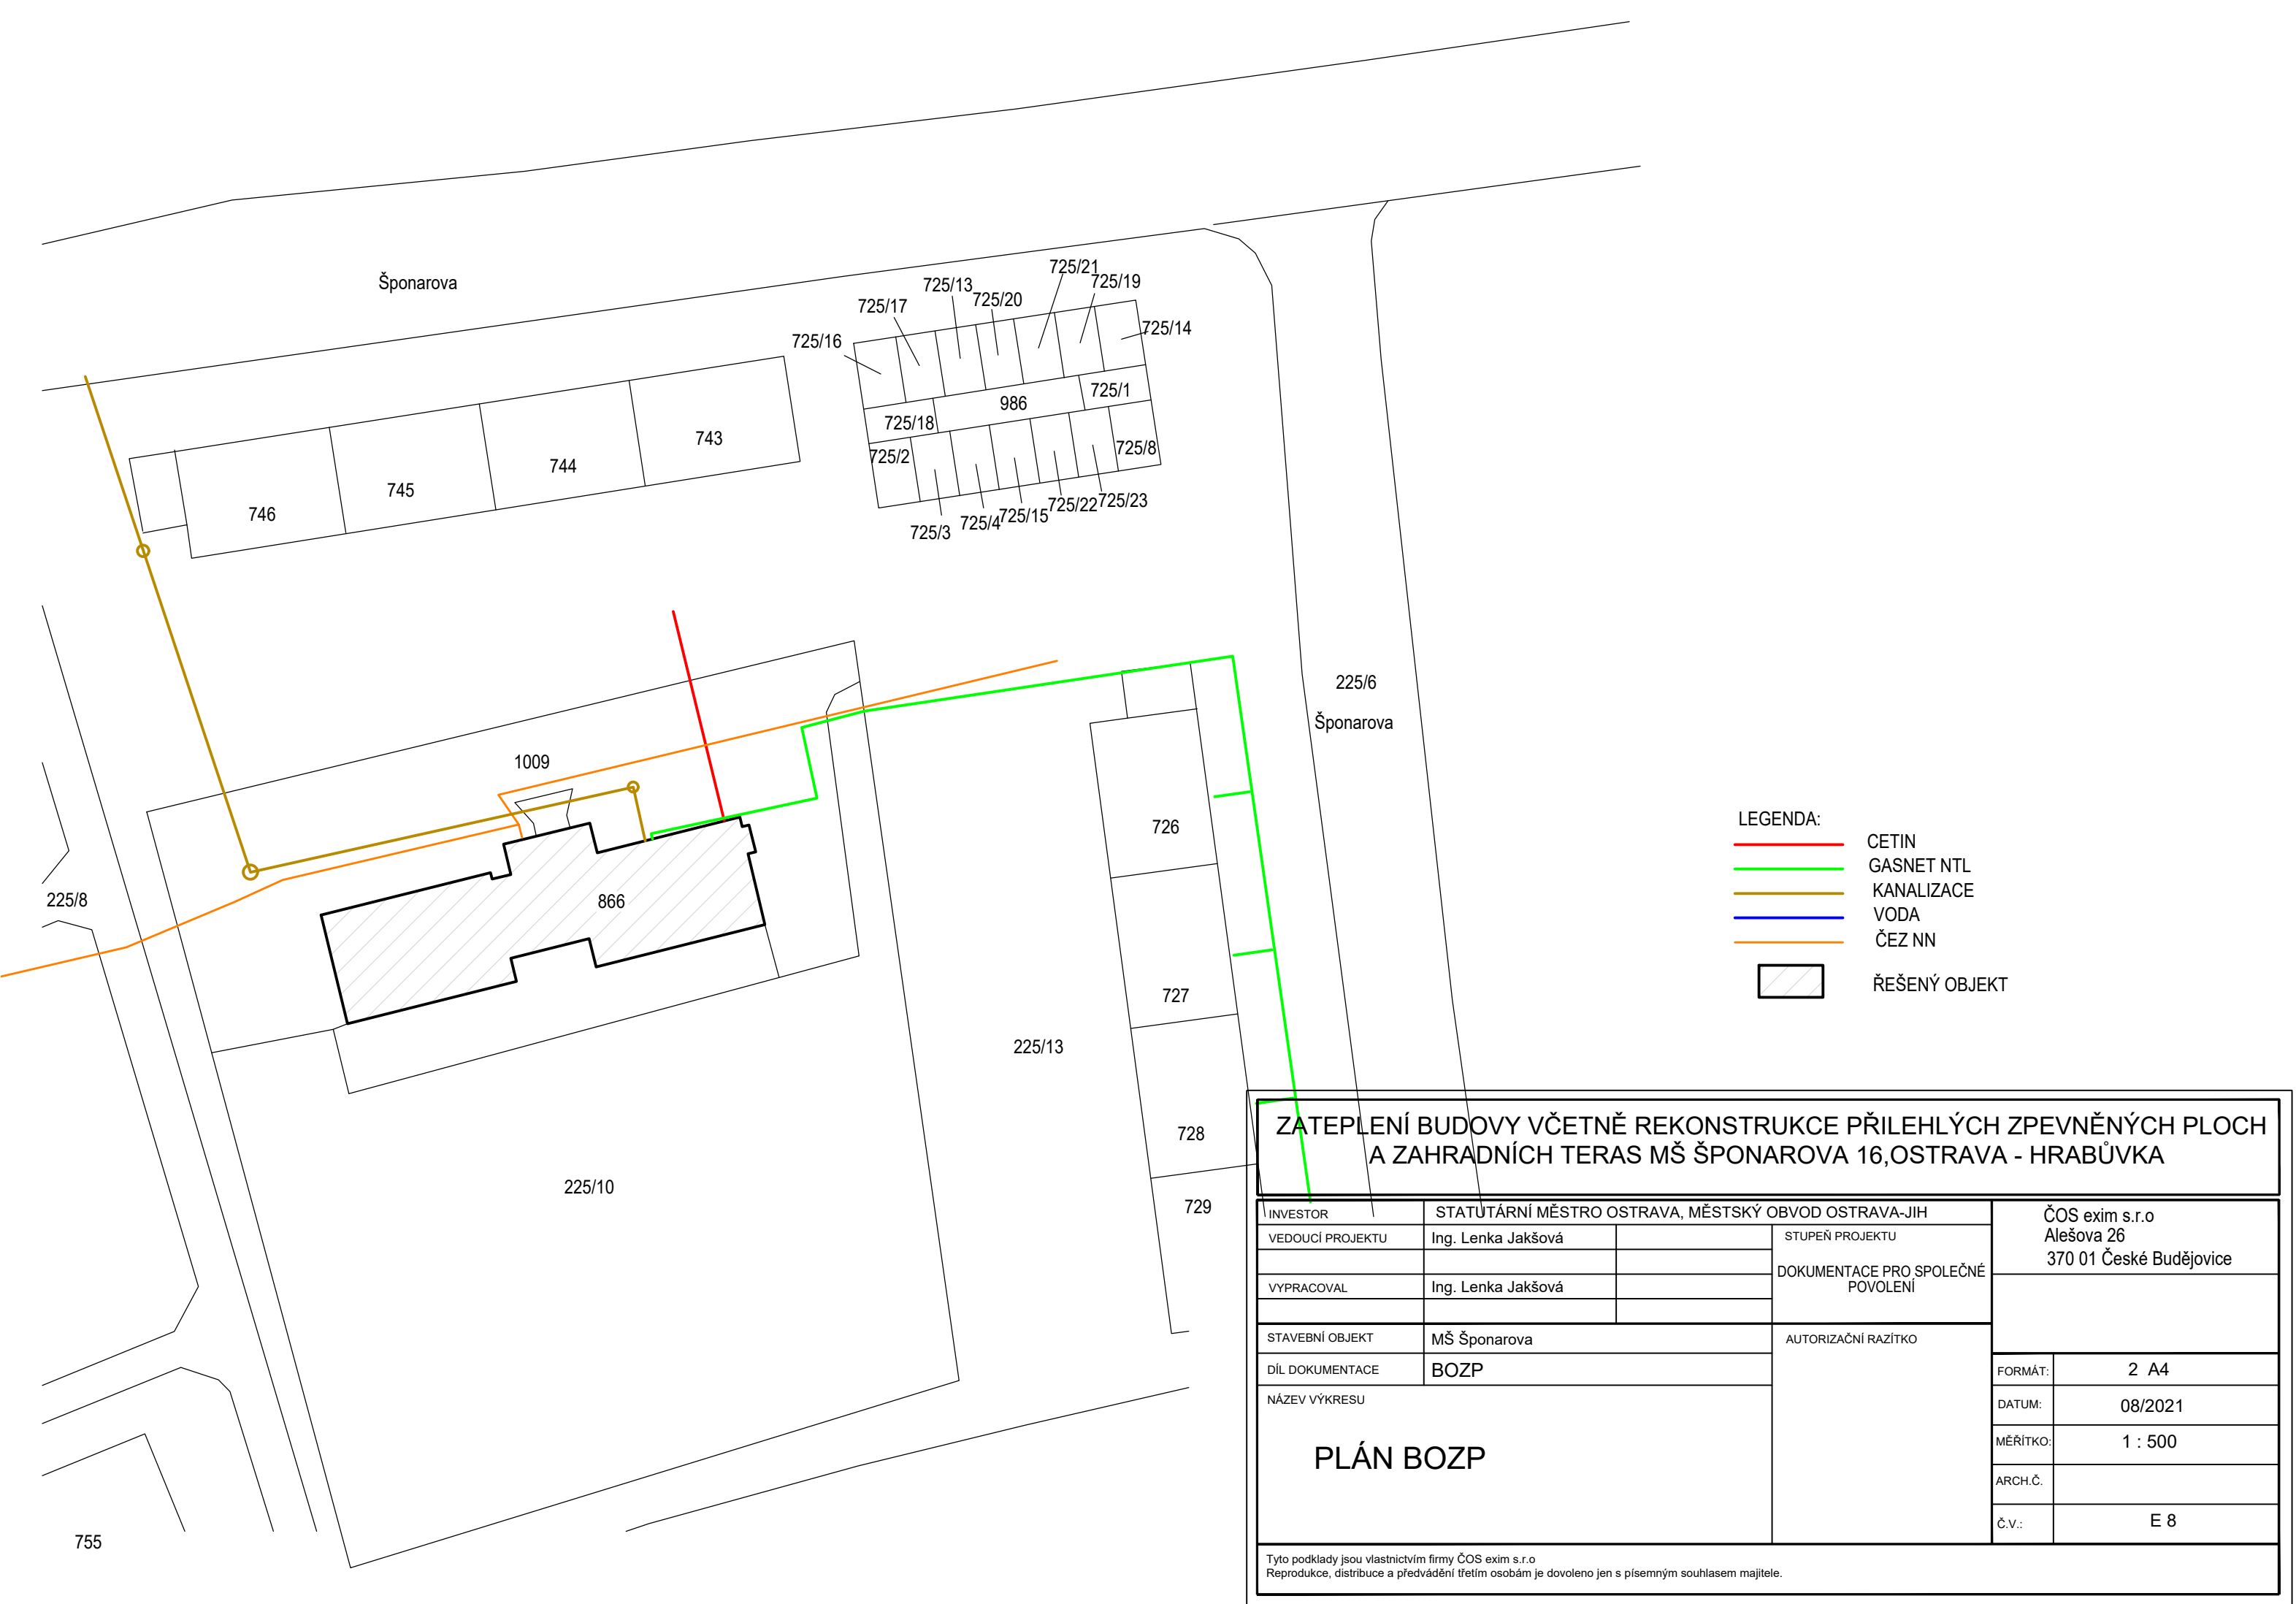 Šponarova
725/21
725/19
725/13
725/20
725/17
725/14
725/16
725/1
986
725/18
743
725/8
725/2
744
745
746
725/23
725/22
725/15
725/4
725/3
225/6
Šponarova
1009
726
866
225/8
727
225/13
728
225/10
729
755
LEGENDA:
CETIN
GASNET NTL
KANALIZACE
VODA
ČEZ NN
ŘEŠENÝ OBJEKT
ZATEPLENÍ BUDOVY VČETNĚ REKONSTRUKCE PŘILEHLÝCH ZPEVNĚNÝCH PLOCH
A ZAHRADNÍCH TERAS MŠ ŠPONAROVA 16,OSTRAVA - HRABŮVKA
INVESTOR STATUTÁRNÍ MĚSTRO OSTRAVA, MĚSTSKÝ OBVOD OSTRAVA-JIH
VEDOUCÍ PROJEKTU Ing. Lenka Jakšová
VYPRACOVAL Ing. Lenka Jakšová
STUPEŇ PROJEKTU
DOKUMENTACE PRO SPOLEČNÉ
POVOLENÍ
ČOS exim s.r.o
Alešova 26
370 01 České Budějovice
STAVEBNÍ OBJEKT MŠ Šponarova
DÍL DOKUMENTACE BOZP
AUTORIZAČNÍ RAZÍTKO
NÁZEV VÝKRESU
PLÁN BOZP
FORMÁT: 2 A4
DATUM: 08/2021
MĚŘÍTKO: 1 : 500
ARCH.Č.
Č.V.: E 8
Tyto podklady jsou vlastnictvím firmy ČOS exim s.r.o
Reprodukce, distribuce a předvádění třetím osobám je dovoleno jen s písemným souhlasem majitele.